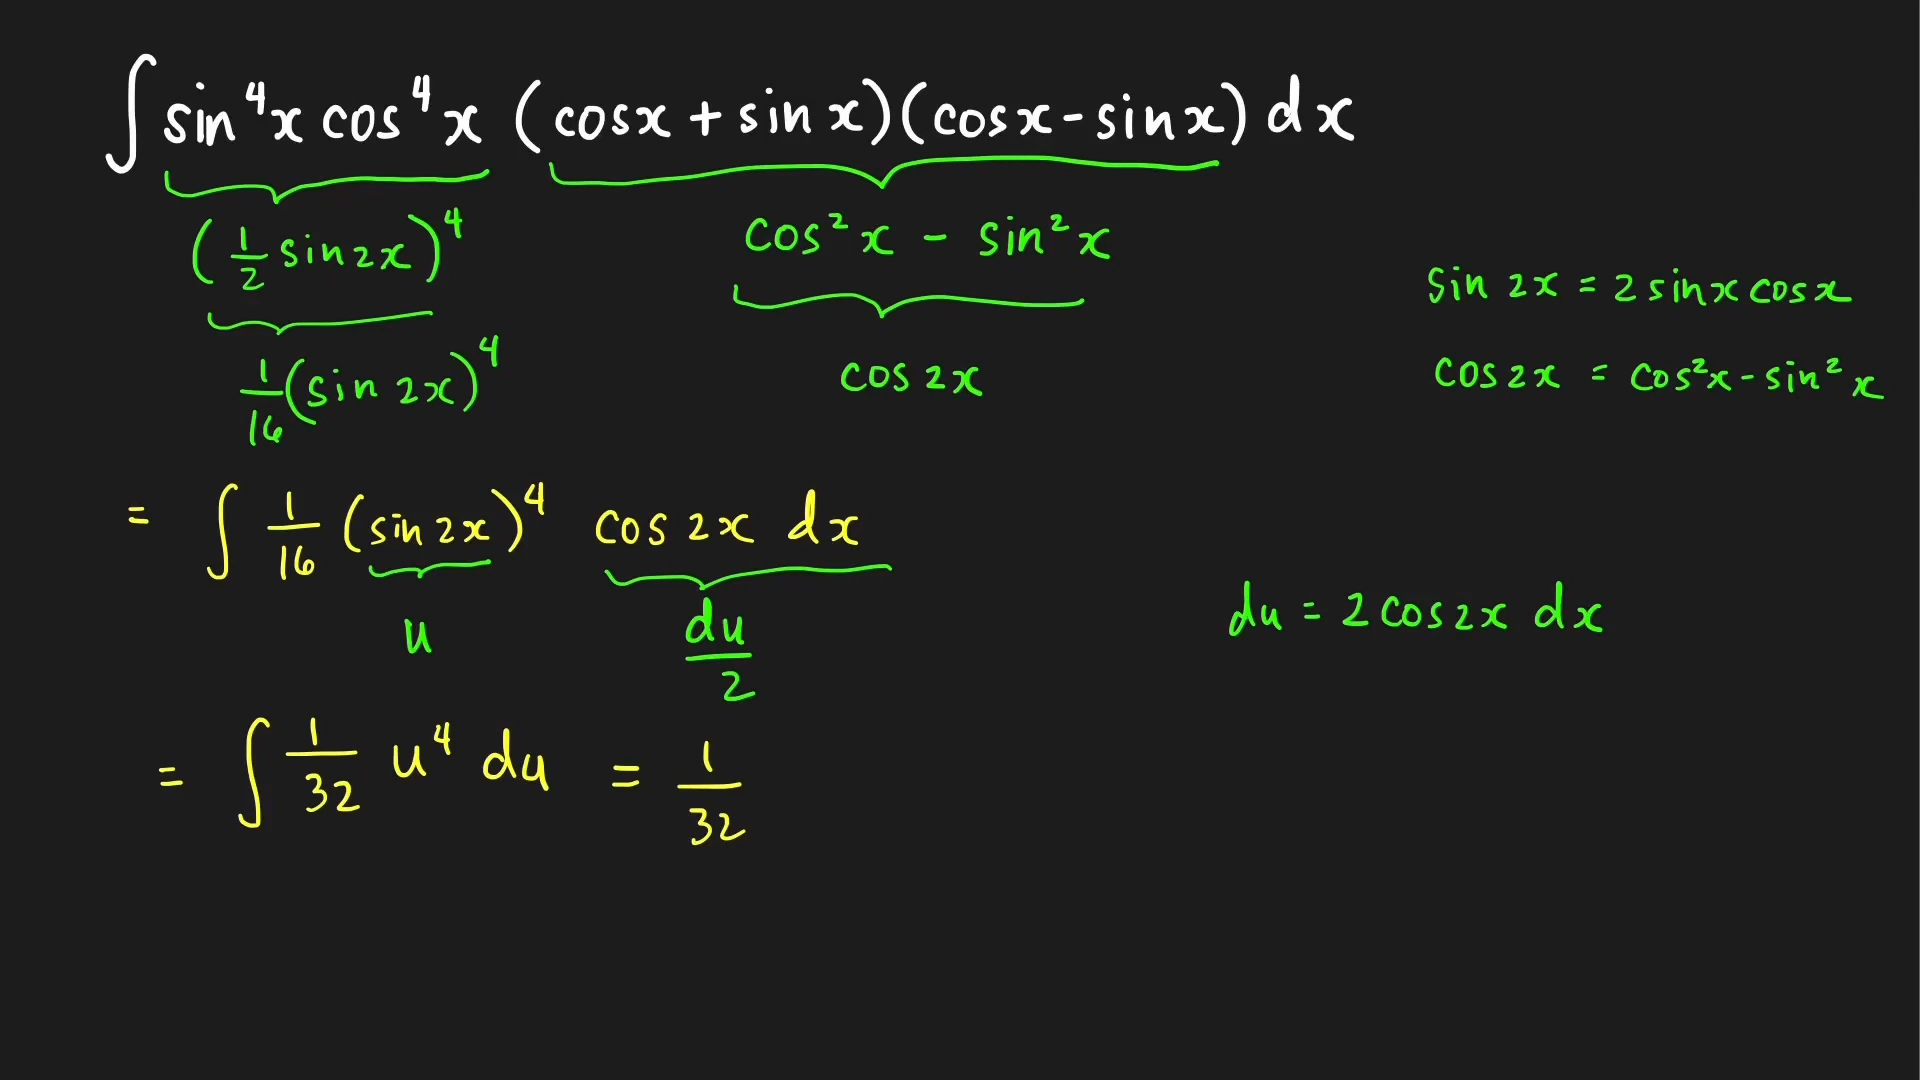 ∫ sin⁴x cos⁴x (cosx + sinx)(cosx - sinx) dx
(1/2 sin2x)⁴ cos²x - sin²x
sin 2x = 2 sinx cosx
1/16 (sin 2x)⁴ cos 2x
cos 2x = cos²x - sin²x
= ∫ 1/16 (sin 2x)⁴ cos 2x dx
u du/2
du = 2 cos 2x dx
= ∫ 1/32 u⁴ du = 1/32